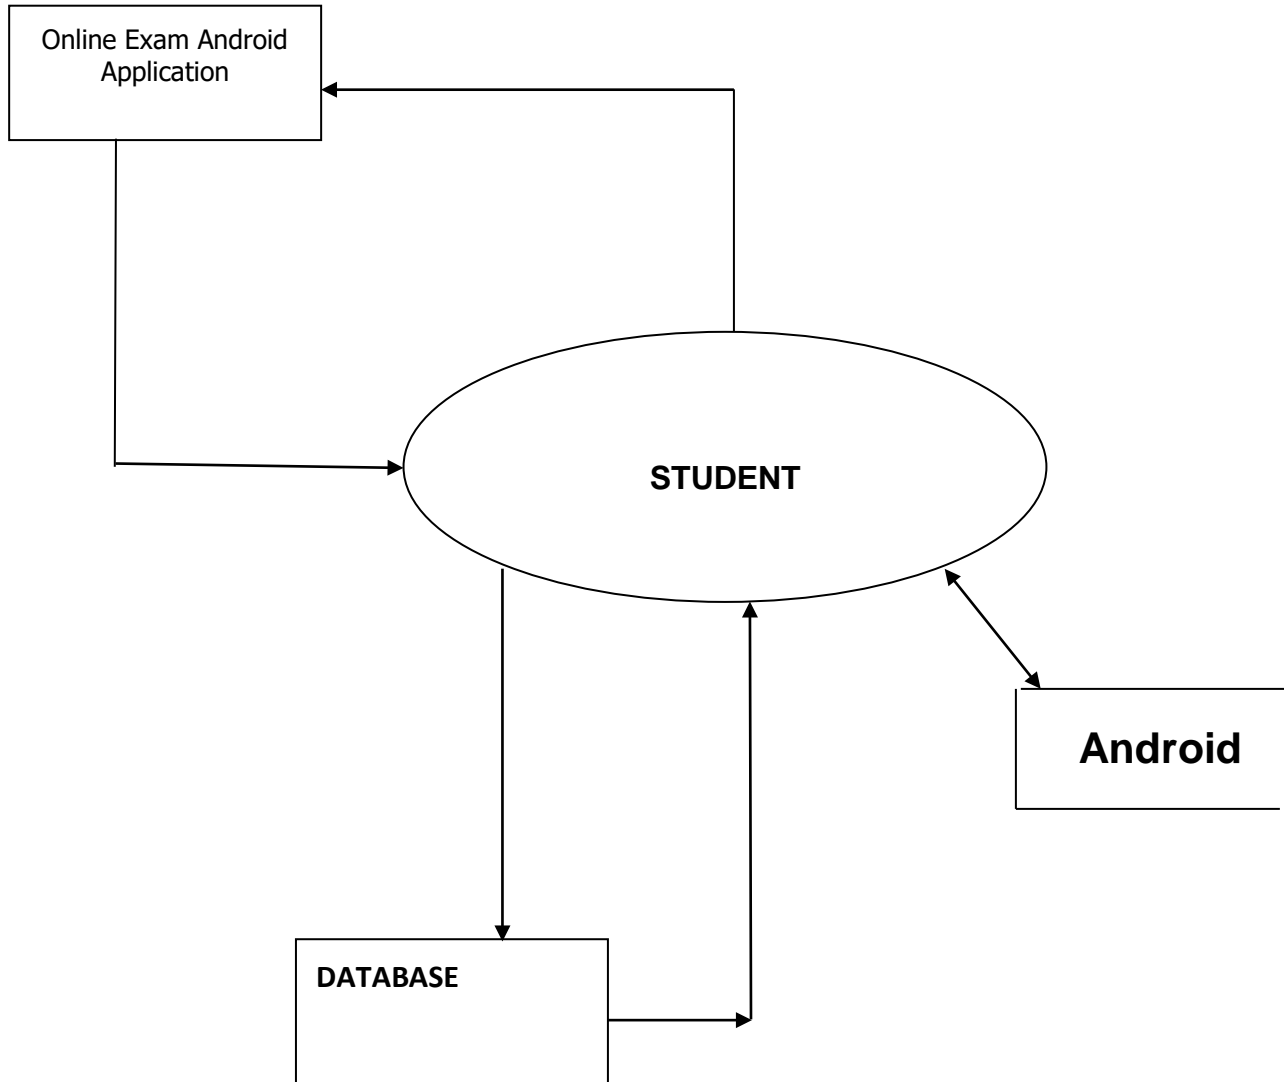 Online Exam Android
Application
STUDENT
Android
DATABASE